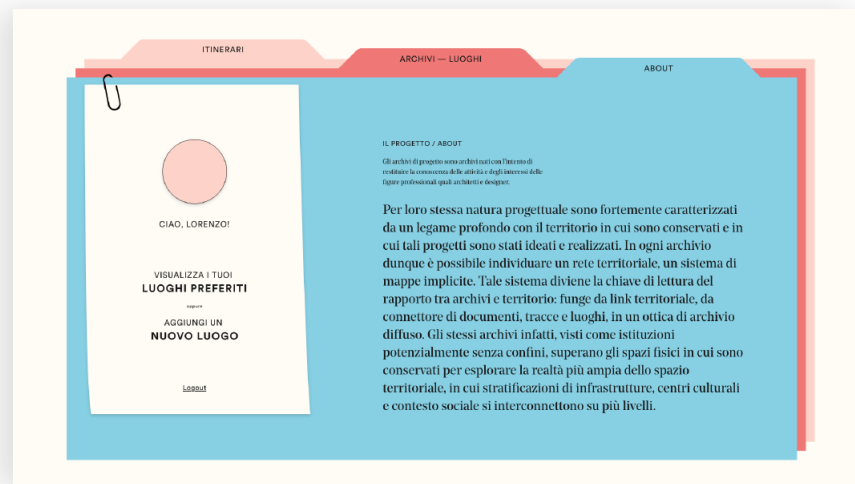 ITINERARI
ARCHIVI — LUOGHI
ABOUT
CIAO, LORENZO!
VISUALIZZA I TUOI
LUOGHI PREFERITI
oppure
AGGIUNGI UN
NUOVO LUOGO
Logout
IL PROGETTO / ABOUT
Gli archivi di progetto sono archivi nati con l'intento di
restituire la conoscenza delle attività e degli interessi delle
figure professionali quali architetti e designer.
Per loro stessa natura progettuale sono fortemente caratterizzati
da un legame profondo con il territorio in cui sono conservati e in
cui tali progetti sono stati ideati e realizzati. In ogni archivio
dunque è possibile individuare un rete territoriale, un sistema di
mappe implicite. Tale sistema diviene la chiave di lettura del
rapporto tra archivi e territorio: funge da link territoriale, da
connettore di documenti, tracce e luoghi, in un ottica di archivio
diffuso. Gli stessi archivi infatti, visti come istituzioni
potenzialmente senza confini, superano gli spazi fisici in cui sono
conservati per esplorare la realtà più ampia dello spazio
territoriale, in cui stratificazioni di infrastrutture, centri culturali
e contesto sociale si interconnettono su più livelli.